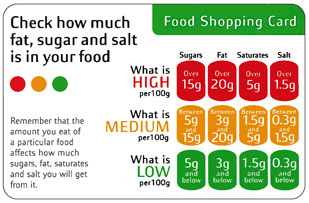 Check how much
fat, sugar and salt
is in your food
Remember that the
amount you eat of
a particular food
affects how much
sugars, fat, saturates
and salt you will get
from it.
Food Shopping Card
Sugars Fat Saturates Salt
What is
HIGH
per100g
Over 15g
Over 20g
Over 5g
Over 1.5g
What is
MEDIUM
per100g
Between 5g and 15g
Between 3g and 20g
Between 1.5g and 5g
Between 0.3g and 1.5g
What is
LOW
per100g
5g and below
3g and below
1.5g and below
0.3g and below